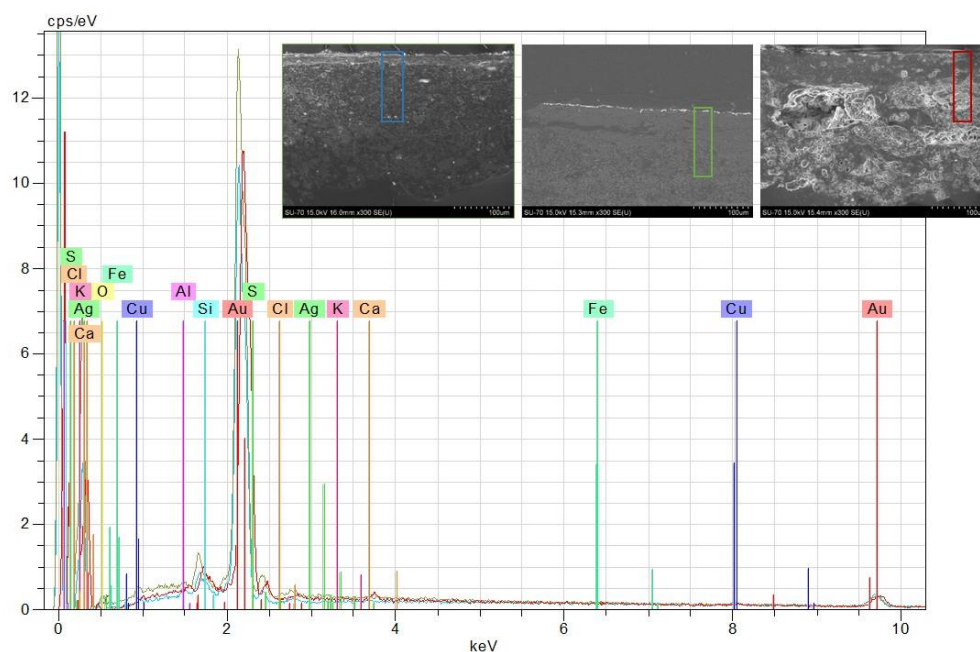 cps/eV
12
10
8
6
4
2
0
SU-70 15.0kV 16.0mm x300 SE(U) 100um
SU-70 15.0kV 15.3mm x300 SE(U) 100um
SU-70 15.0kV 15.4mm x300 SE(U) 100u
S
Cl Fe
K O
Ag Cu Al Si Au S Cl Ag K Ca Fe Cu Au
Ca
0 2 4 6 8 10
keV